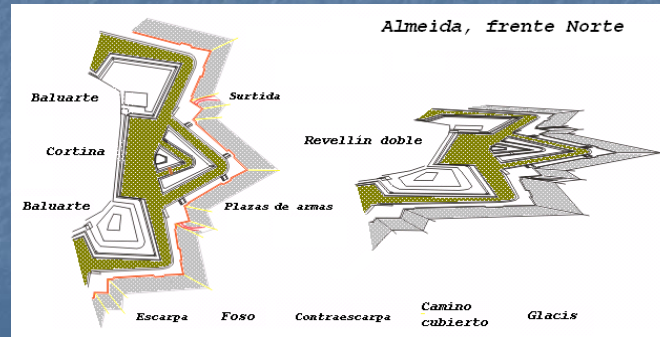 Almeida, frente Norte
Baluarte
Surtida
Cortina
Revellín doble
Baluarte
Plazas de armas
Escarpa
Foso
Contraescarpa
Camino
cubierto
Glacis